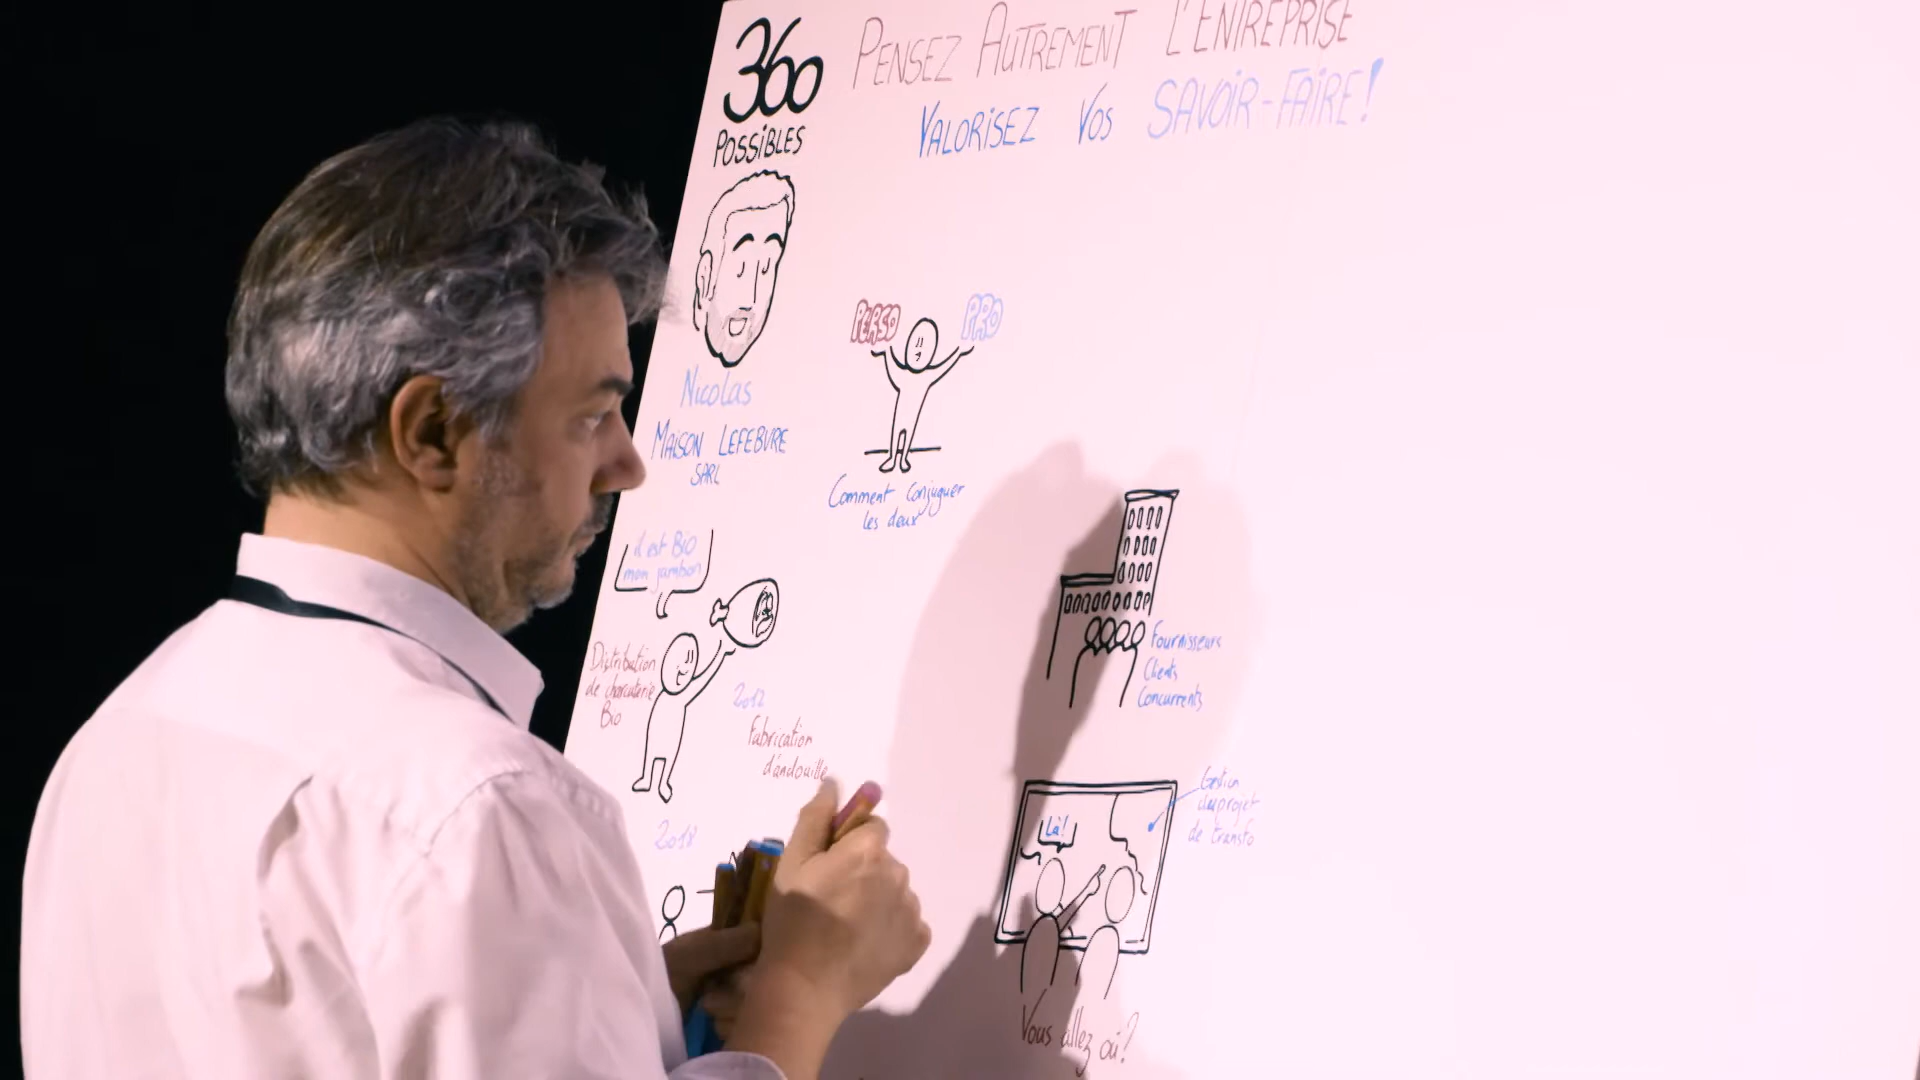 360
POSSIBLES
PENSEZ AUTREMENT L'ENTREPRISE
VALORISEZ VOS SAVOIR-FAIRE!
Nicolas
MAISON LEFEBVRE
SARL
PERSO
PRO
Comment Conjuguer
les deux
il est Bio
mon jambon
Distribution
de charcuterie
Bio
2012
Fabrication
d'andouille
2018
Fournisseurs
Clients
Concurrents
Là!
Gestion
de projet
de transfo
Vous allez où?